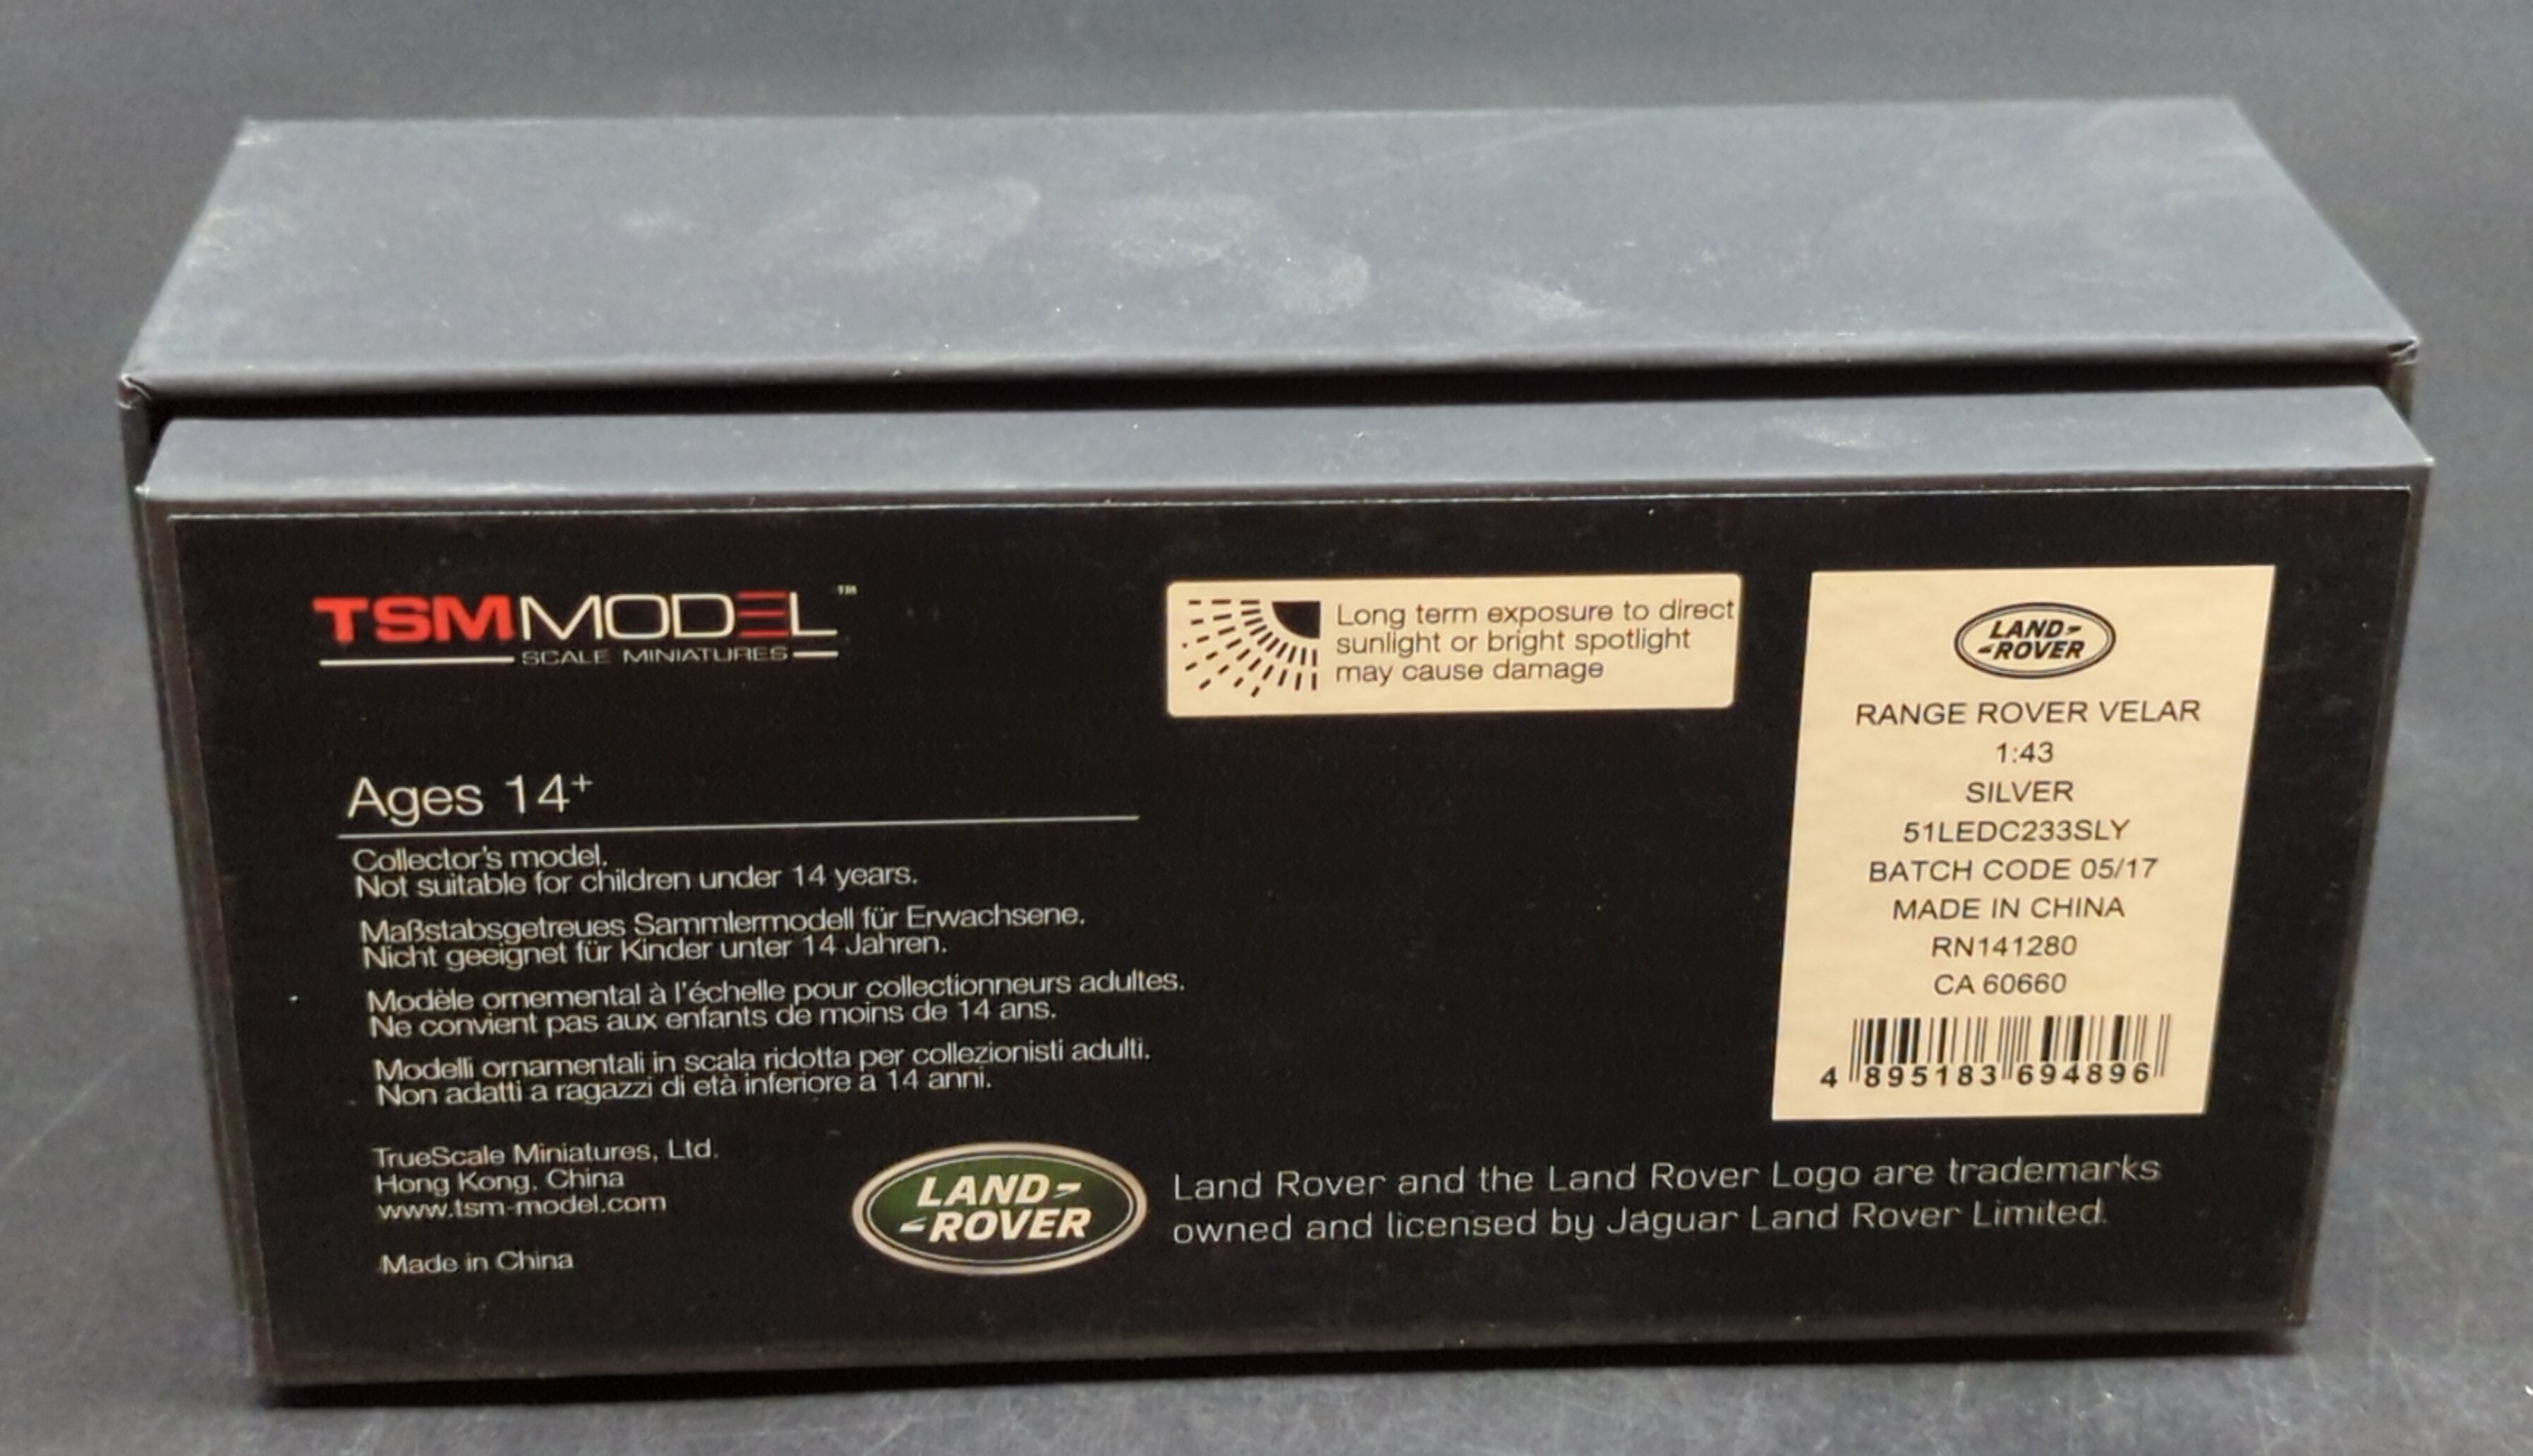 TSMMODEL™
SCALE MINIATURES
Long term exposure to direct
sunlight or bright spotlight
may cause damage
LAND
ROVER
RANGE ROVER VELAR
1:43
SILVER
51LEDC233SLY
BATCH CODE 05/17
MADE IN CHINA
RN141280
CA 60660
4 895183 694896
Ages 14+
Collector's model.
Not suitable for children under 14 years.
Maßstabsgetreues Sammlermodell für Erwachsene.
Nicht geeignet für Kinder unter 14 Jahren.
Modèle ornemental à l'échelle pour collectionneurs adultes.
Ne convient pas aux enfants de moins de 14 ans.
Modelli ornamentali in scala ridotta per collezionisti adulti.
Non adatti a ragazzi di età inferiore a 14 anni.
TrueScale Miniatures, Ltd.
Hong Kong, China
www.tsm-model.com
Made in China
LAND
ROVER
Land Rover and the Land Rover Logo are trademarks
owned and licensed by Jaguar Land Rover Limited.